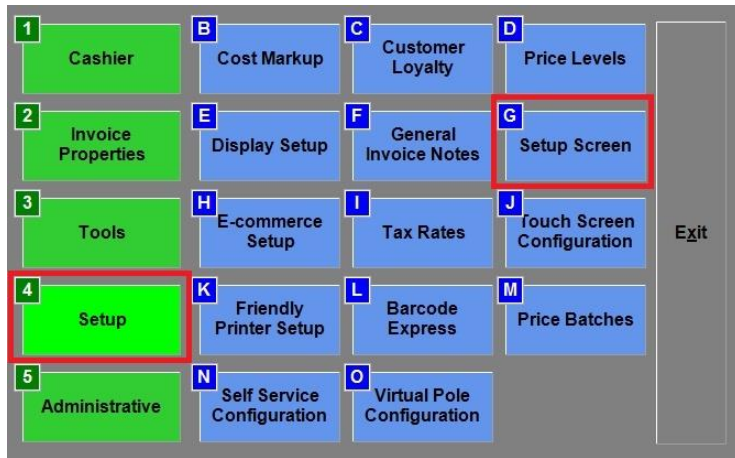 1
Cashier
B
Cost Markup
C
Customer
Loyalty
D
Price Levels
2
Invoice
Properties
E
Display Setup
F
General
Invoice Notes
G
Setup Screen
3
Tools
H
E-commerce
Setup
I
Tax Rates
J
Touch Screen
Configuration
Exit
4
Setup
K
Friendly
Printer Setup
L
Barcode
Express
M
Price Batches
5
Administrative
N
Self Service
Configuration
O
Virtual Pole
Configuration